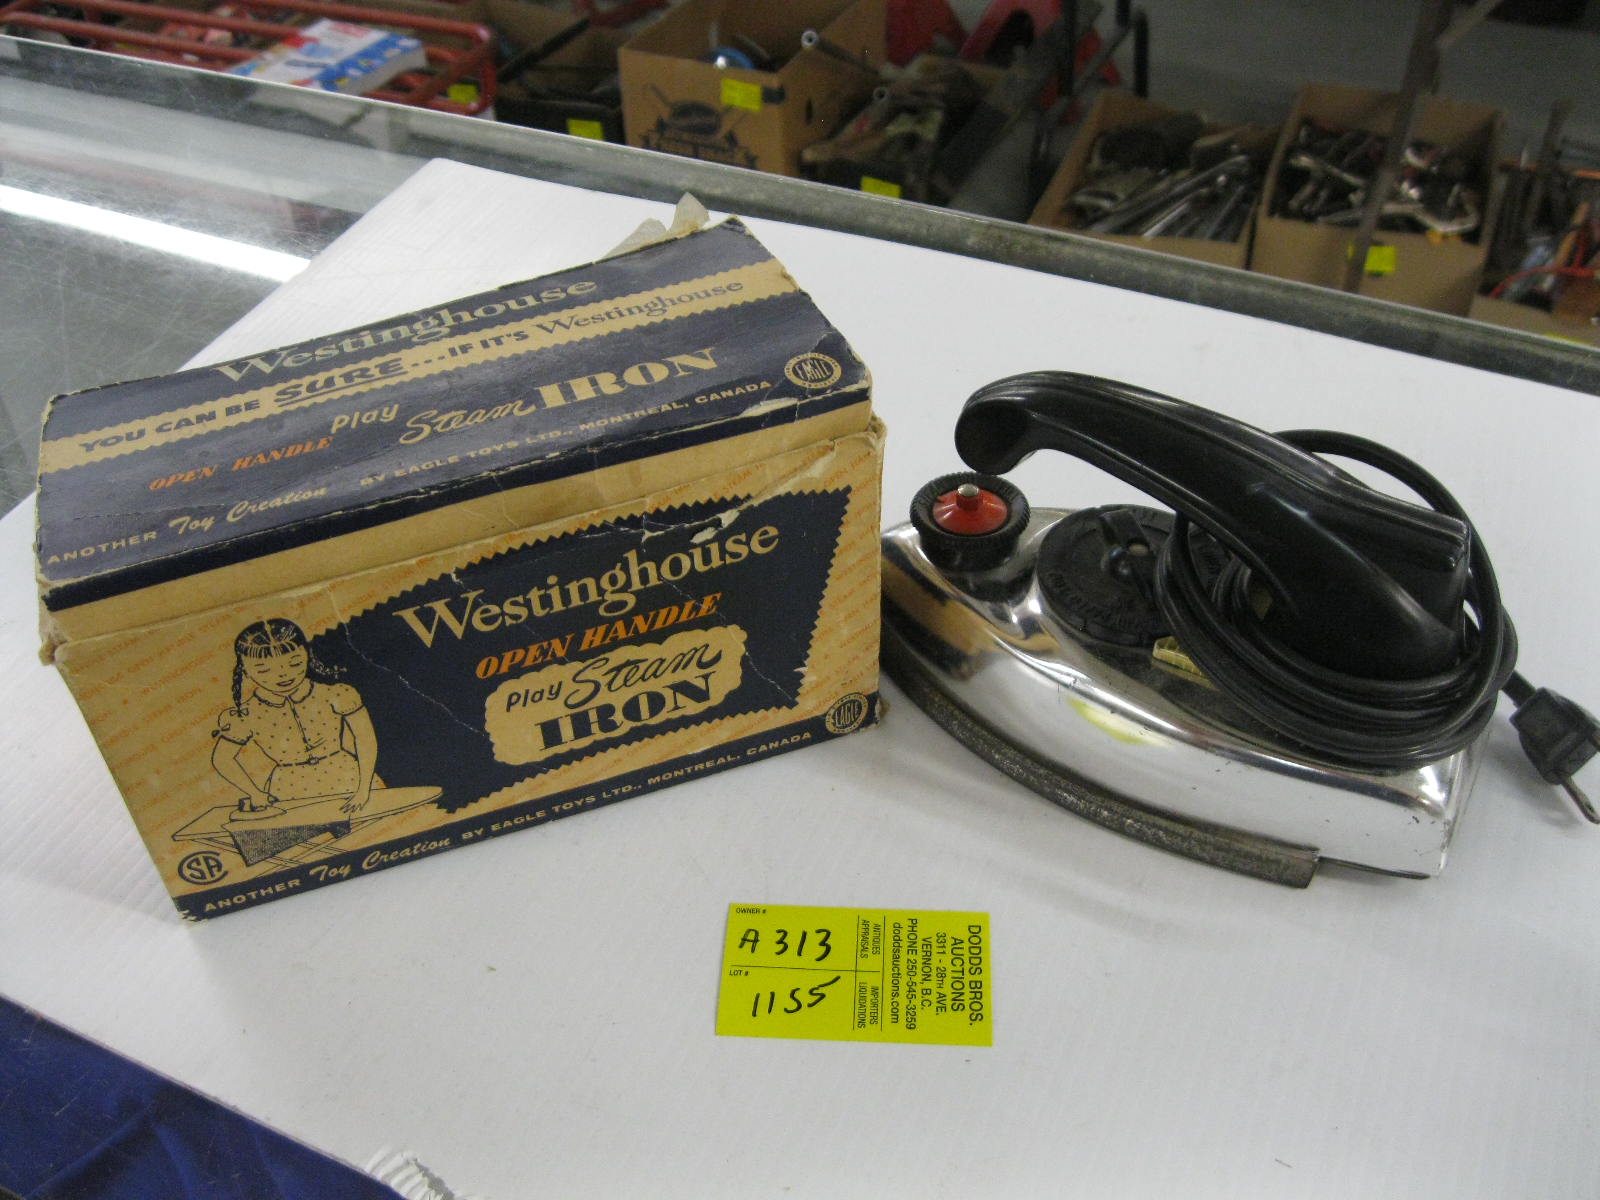 Westinghouse
YOU CAN BE SURE...IF IT'S Westinghouse
OPEN HANDLE Play Steam IRON
ANOTHER Toy Creation BY EAGLE TOYS LTD., MONTREAL, CANADA
EAGLE
Westinghouse
OPEN HANDLE
Play Steam
IRON
EAGLE
CSA
ANOTHER Toy Creation BY EAGLE TOYS LTD., MONTREAL, CANADA
OWNER #
A 313
LOT #
1155
ANTIQUES
APPRAISALS
IMPORTERS
LIQUIDATIONS
DODDS BROS.
AUCTIONS
3311 - 28TH AVE.
VERNON, B.C.
PHONE 250-545-3259
doddsauctions.com